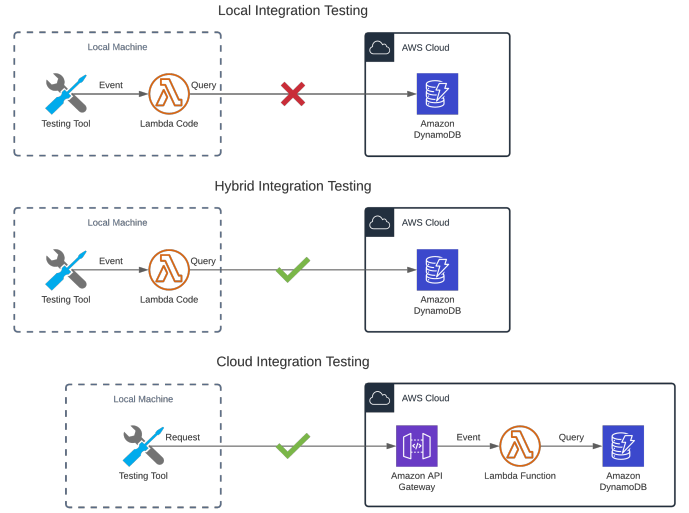 Local Integration Testing
Local Machine
AWS Cloud
Event
Query
Testing Tool
Lambda Code
Amazon
DynamoDB
Hybrid Integration Testing
Local Machine
AWS Cloud
Event
Query
Testing Tool
Lambda Code
Amazon
DynamoDB
Cloud Integration Testing
Local Machine
AWS Cloud
Request
Event
Query
Testing Tool
Amazon API
Gateway
Lambda Function
Amazon
DynamoDB